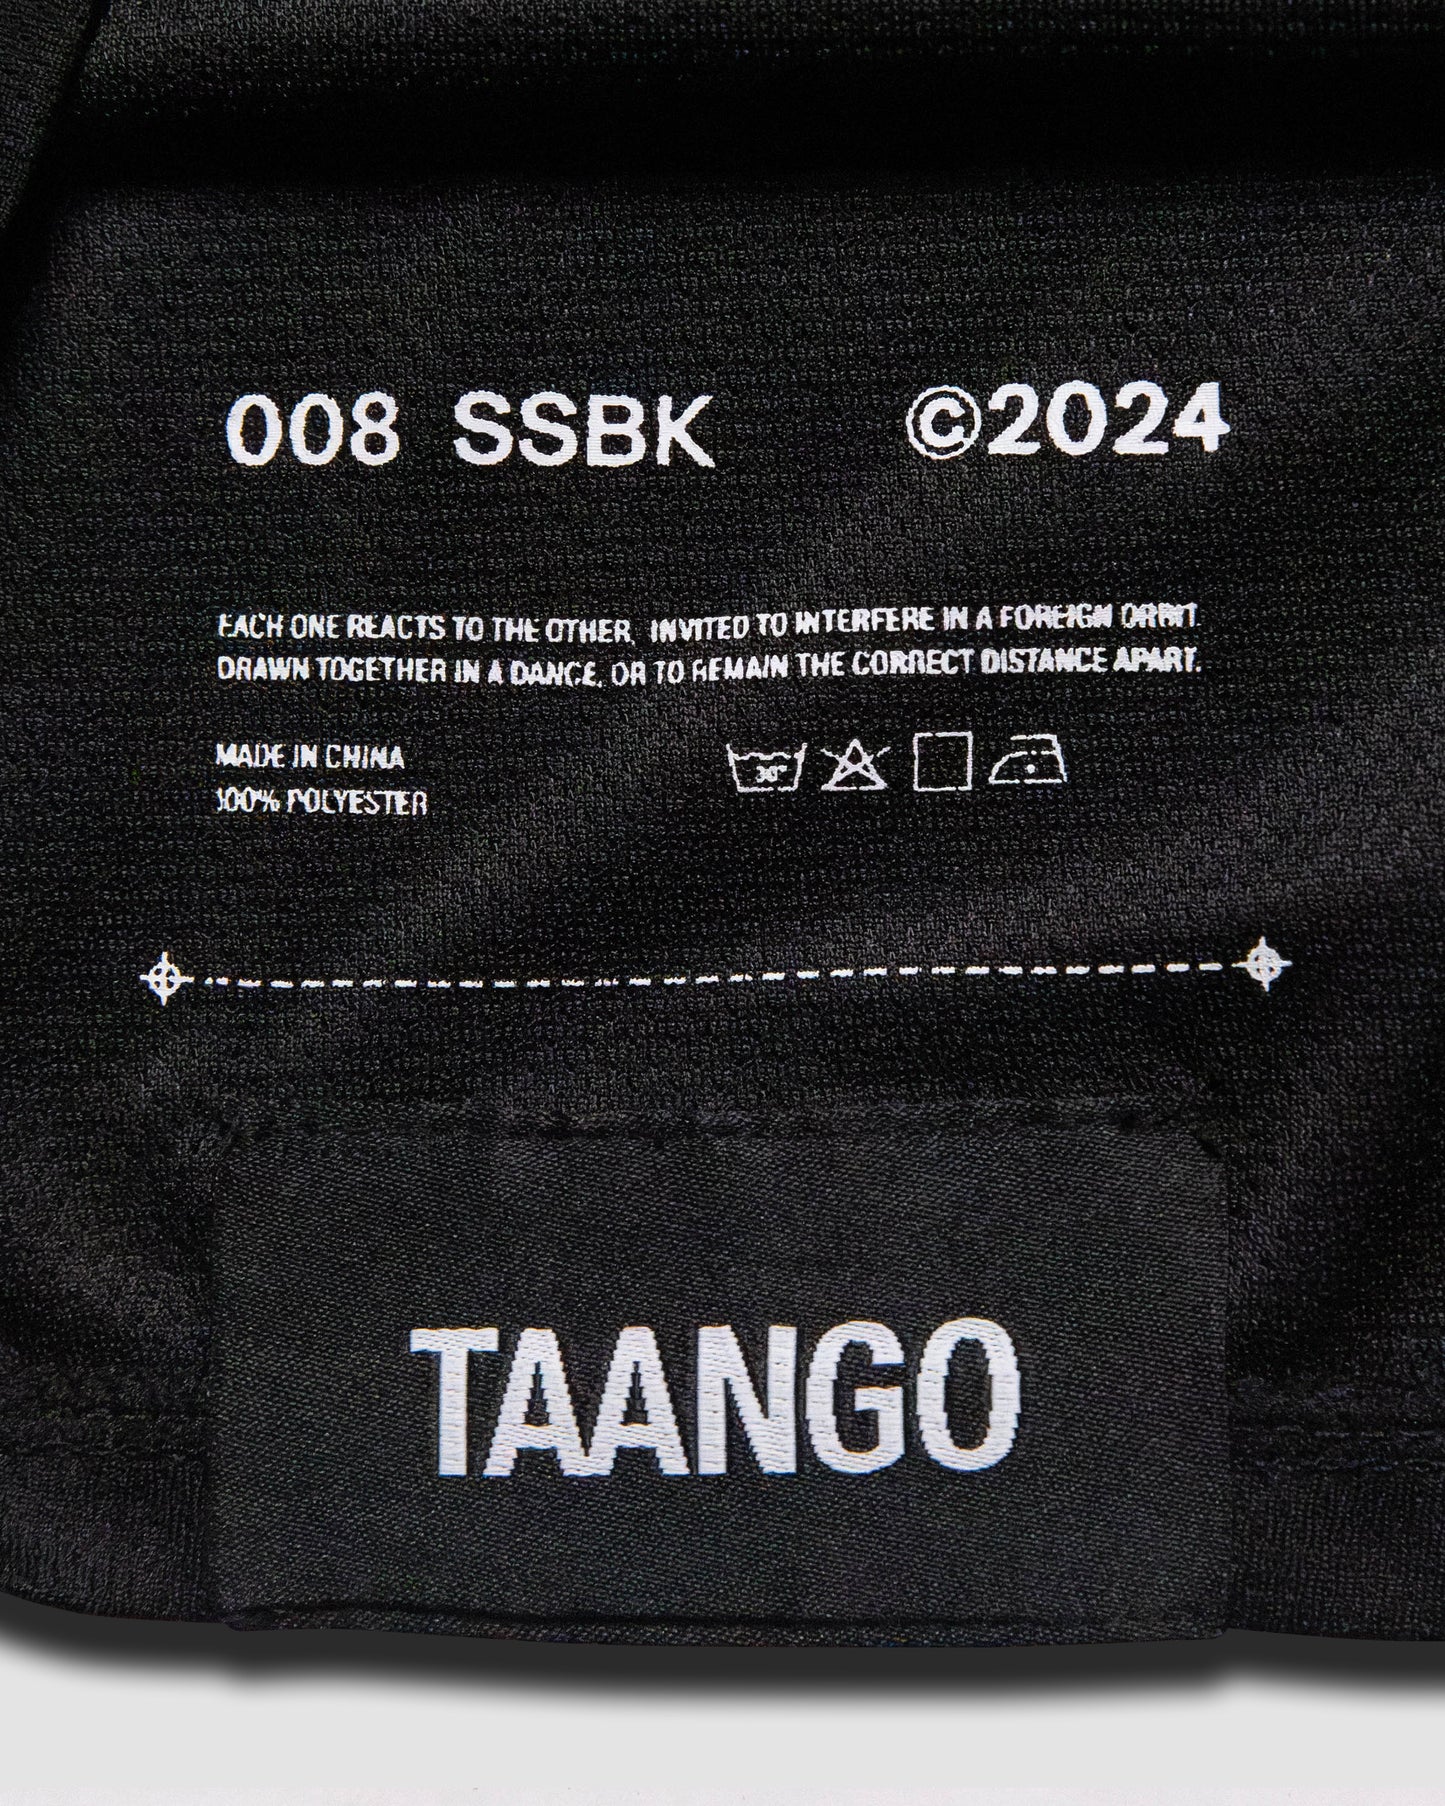 008 SSBK ©2024
EACH ONE REACTS TO THE OTHER, INVITED TO INTERFERE IN A FOREIGN ORBIT.
DRAWN TOGETHER IN A DANCE, OR TO REMAIN THE CORRECT DISTANCE APART.
MADE IN CHINA
100% POLYESTER
30°
TAANGO